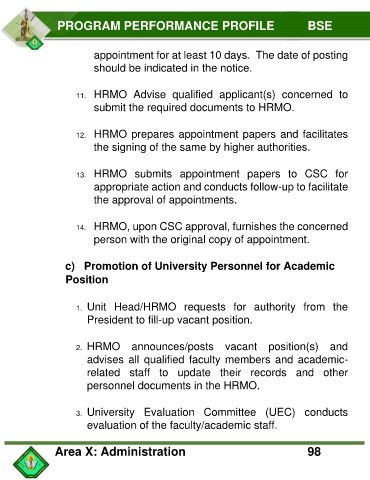 PROGRAM PERFORMANCE PROFILE BSE
appointment for at least 10 days. The date of posting
should be indicated in the notice.
11. HRMO Advise qualified applicant(s) concerned to
submit the required documents to HRMO.
12. HRMO prepares appointment papers and facilitates
the signing of the same by higher authorities.
13. HRMO submits appointment papers to CSC for
appropriate action and conducts follow-up to facilitate
the approval of appointments.
14. HRMO, upon CSC approval, furnishes the concerned
person with the original copy of appointment.
c) Promotion of University Personnel for Academic
Position
1. Unit Head/HRMO requests for authority from the
President to fill-up vacant position.
2. HRMO announces/posts vacant position(s) and
advises all qualified faculty members and academic-
related staff to update their records and other
personnel documents in the HRMO.
3. University Evaluation Committee (UEC) conducts
evaluation of the faculty/academic staff.
Area X: Administration 98